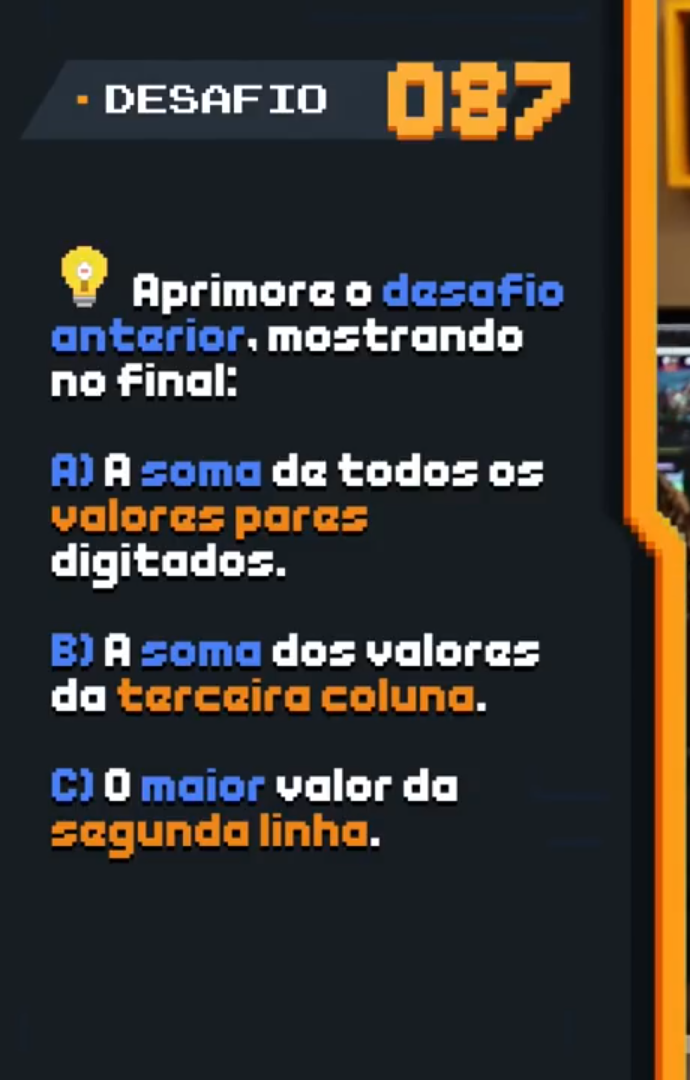 DESAFIO 087
Aprimore o desafio
anterior, mostrando
no final:
A) A soma de todos os
valores pares
digitados.
B) A soma dos valores
da terceira coluna.
C) O maior valor da
segunda linha.